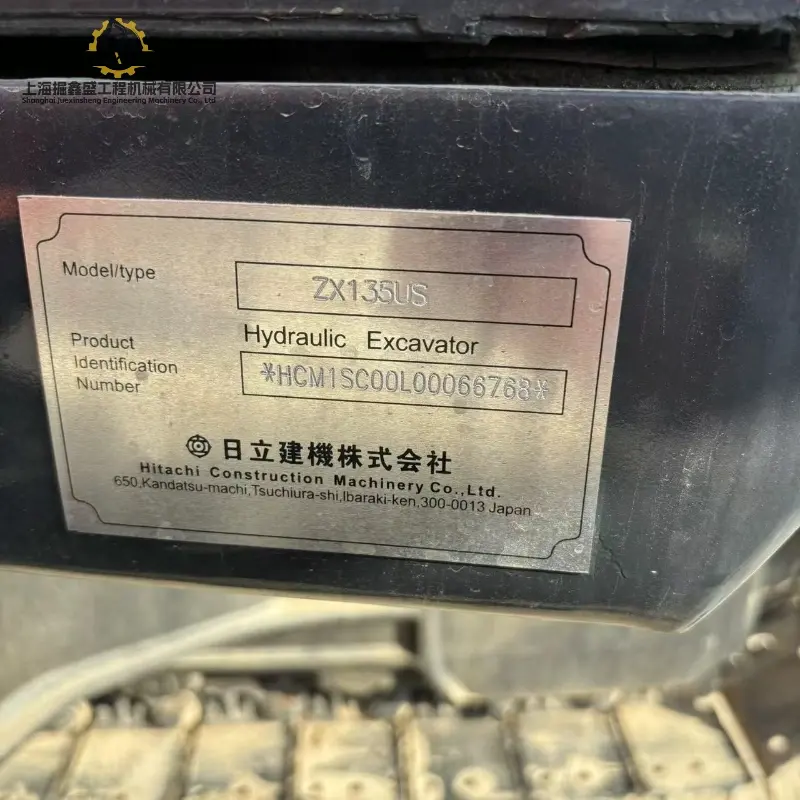 上海掘鑫盛工程机械有限公司
Shanghai Juexinsheng Engineering Machinery Co., Ltd
Model/type
ZX135US
Hydraulic Excavator
Product
Identification
Number
*HCM1SC00L00066768*
日立建機株式会社
Hitachi Construction Machinery Co.,Ltd.
650,Kandatsu-machi,Tsuchiura-shi,Ibaraki-ken,300-0013 Japan